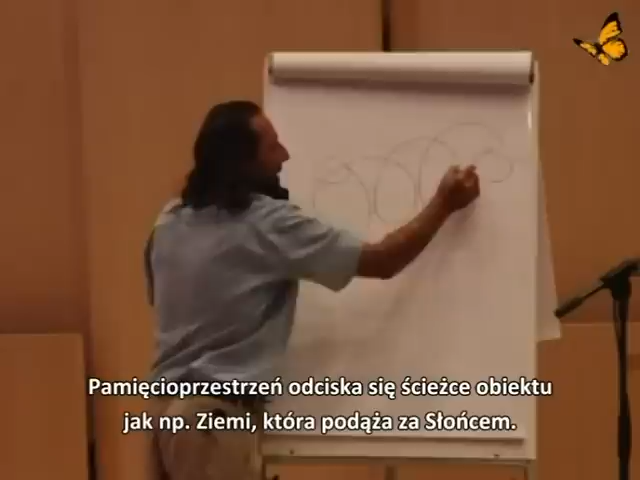 Pamięcioprzestrzeń odciska się ścieżce obiektu
jak np. Ziemi, która podąża za Słońcem.